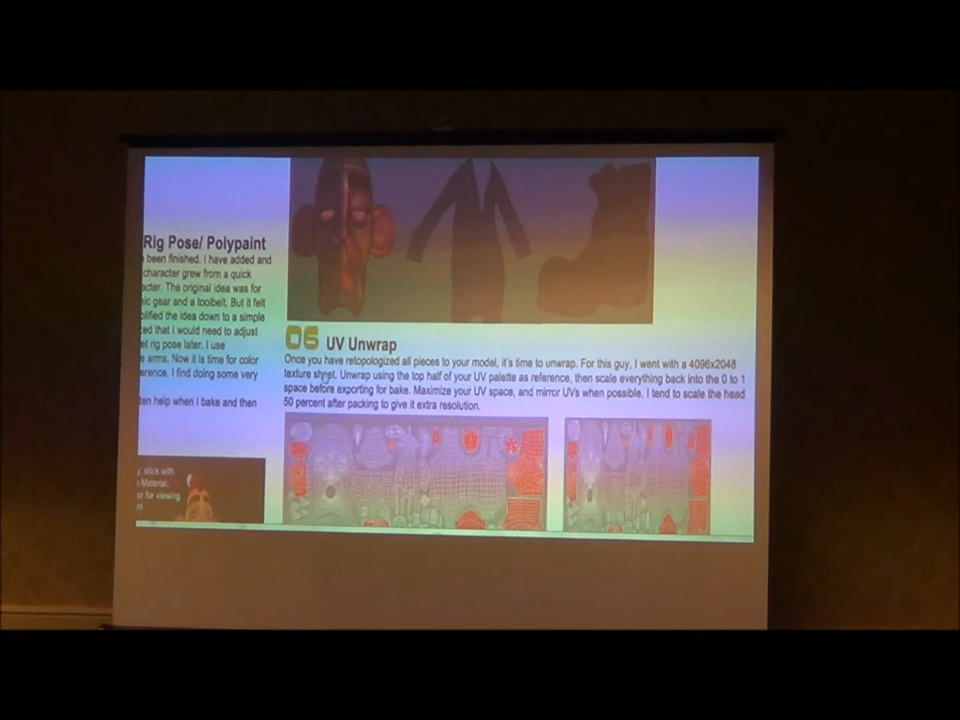 Rig Pose/ Polypaint
been finished. I have added and
character grew from a quick
The original idea was for
gear and a toolbelt. But it felt
the idea down to a simple
that I would need to adjust
rig pose later. I use
arms. Now it is time for color
I find doing some very
help when I bake and then
stick with
Material,
or for viewing
06 UV Unwrap
Once you have retopologized all pieces to your model, it's time to unwrap. For this guy, I went with a 4096x2048
texture sheet. Unwrap using the top half of your UV palette as reference, then scale everything back into the 0 to 1
space before exporting for bake. Maximize your UV space, and mirror UVs when possible. I tend to scale the head
50 percent after packing to give it extra resolution.